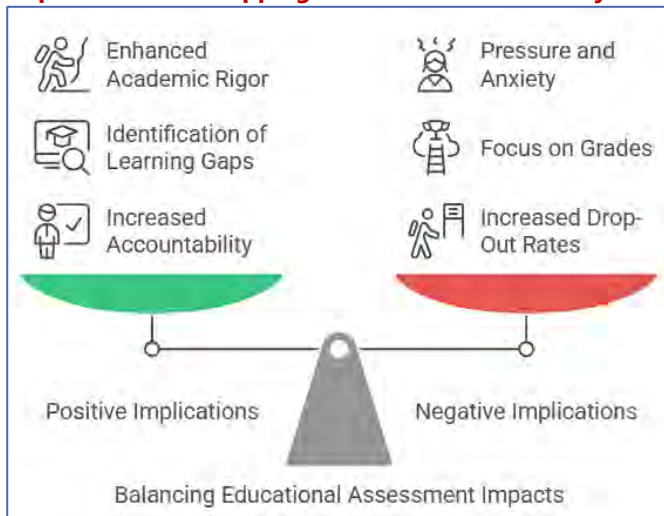 Enhanced
Academic Rigor
Identification of
Learning Gaps
Increased
Accountability
Pressure and
Anxiety
Focus on Grades
Increased Drop-
Out Rates
Positive Implications
Negative Implications
Balancing Educational Assessment Impacts